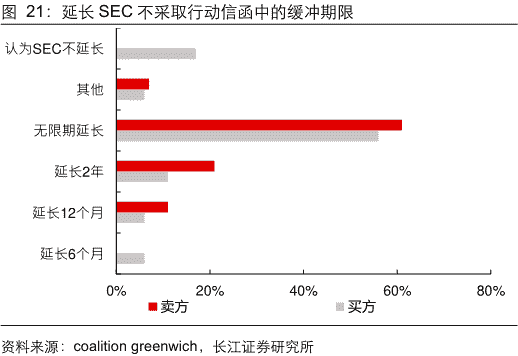 图 21：延长 SEC 不采取行动信函中的缓冲期限
认为SEC不延长
其他
无限期延长
延长2年
延长12个月
延长6个月
0% 20% 40% 60% 80%
卖方 买方
资料来源：coalition greenwich，长江证券研究所